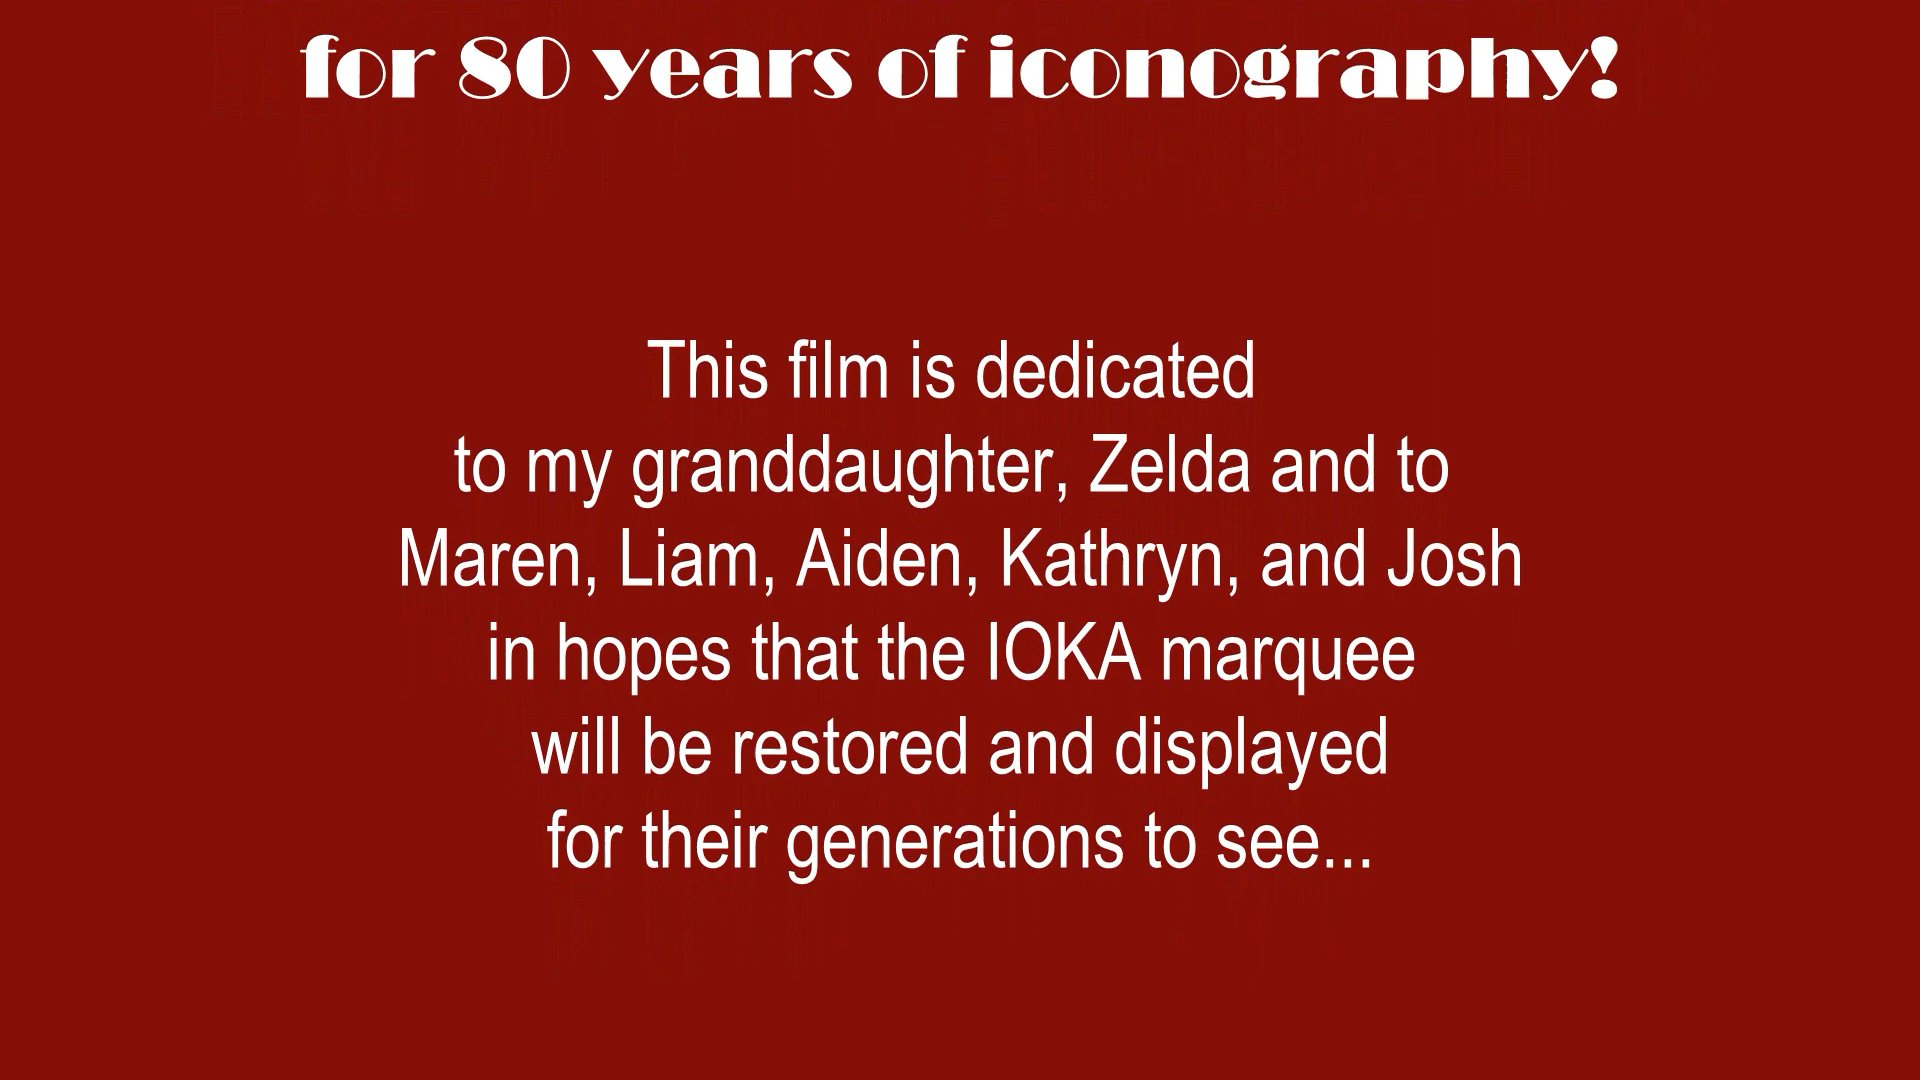 for 80 years of iconography!
This film is dedicated
to my granddaughter, Zelda and to
Maren, Liam, Aiden, Kathryn, and Josh
in hopes that the IOKA marquee
will be restored and displayed
for their generations to see...